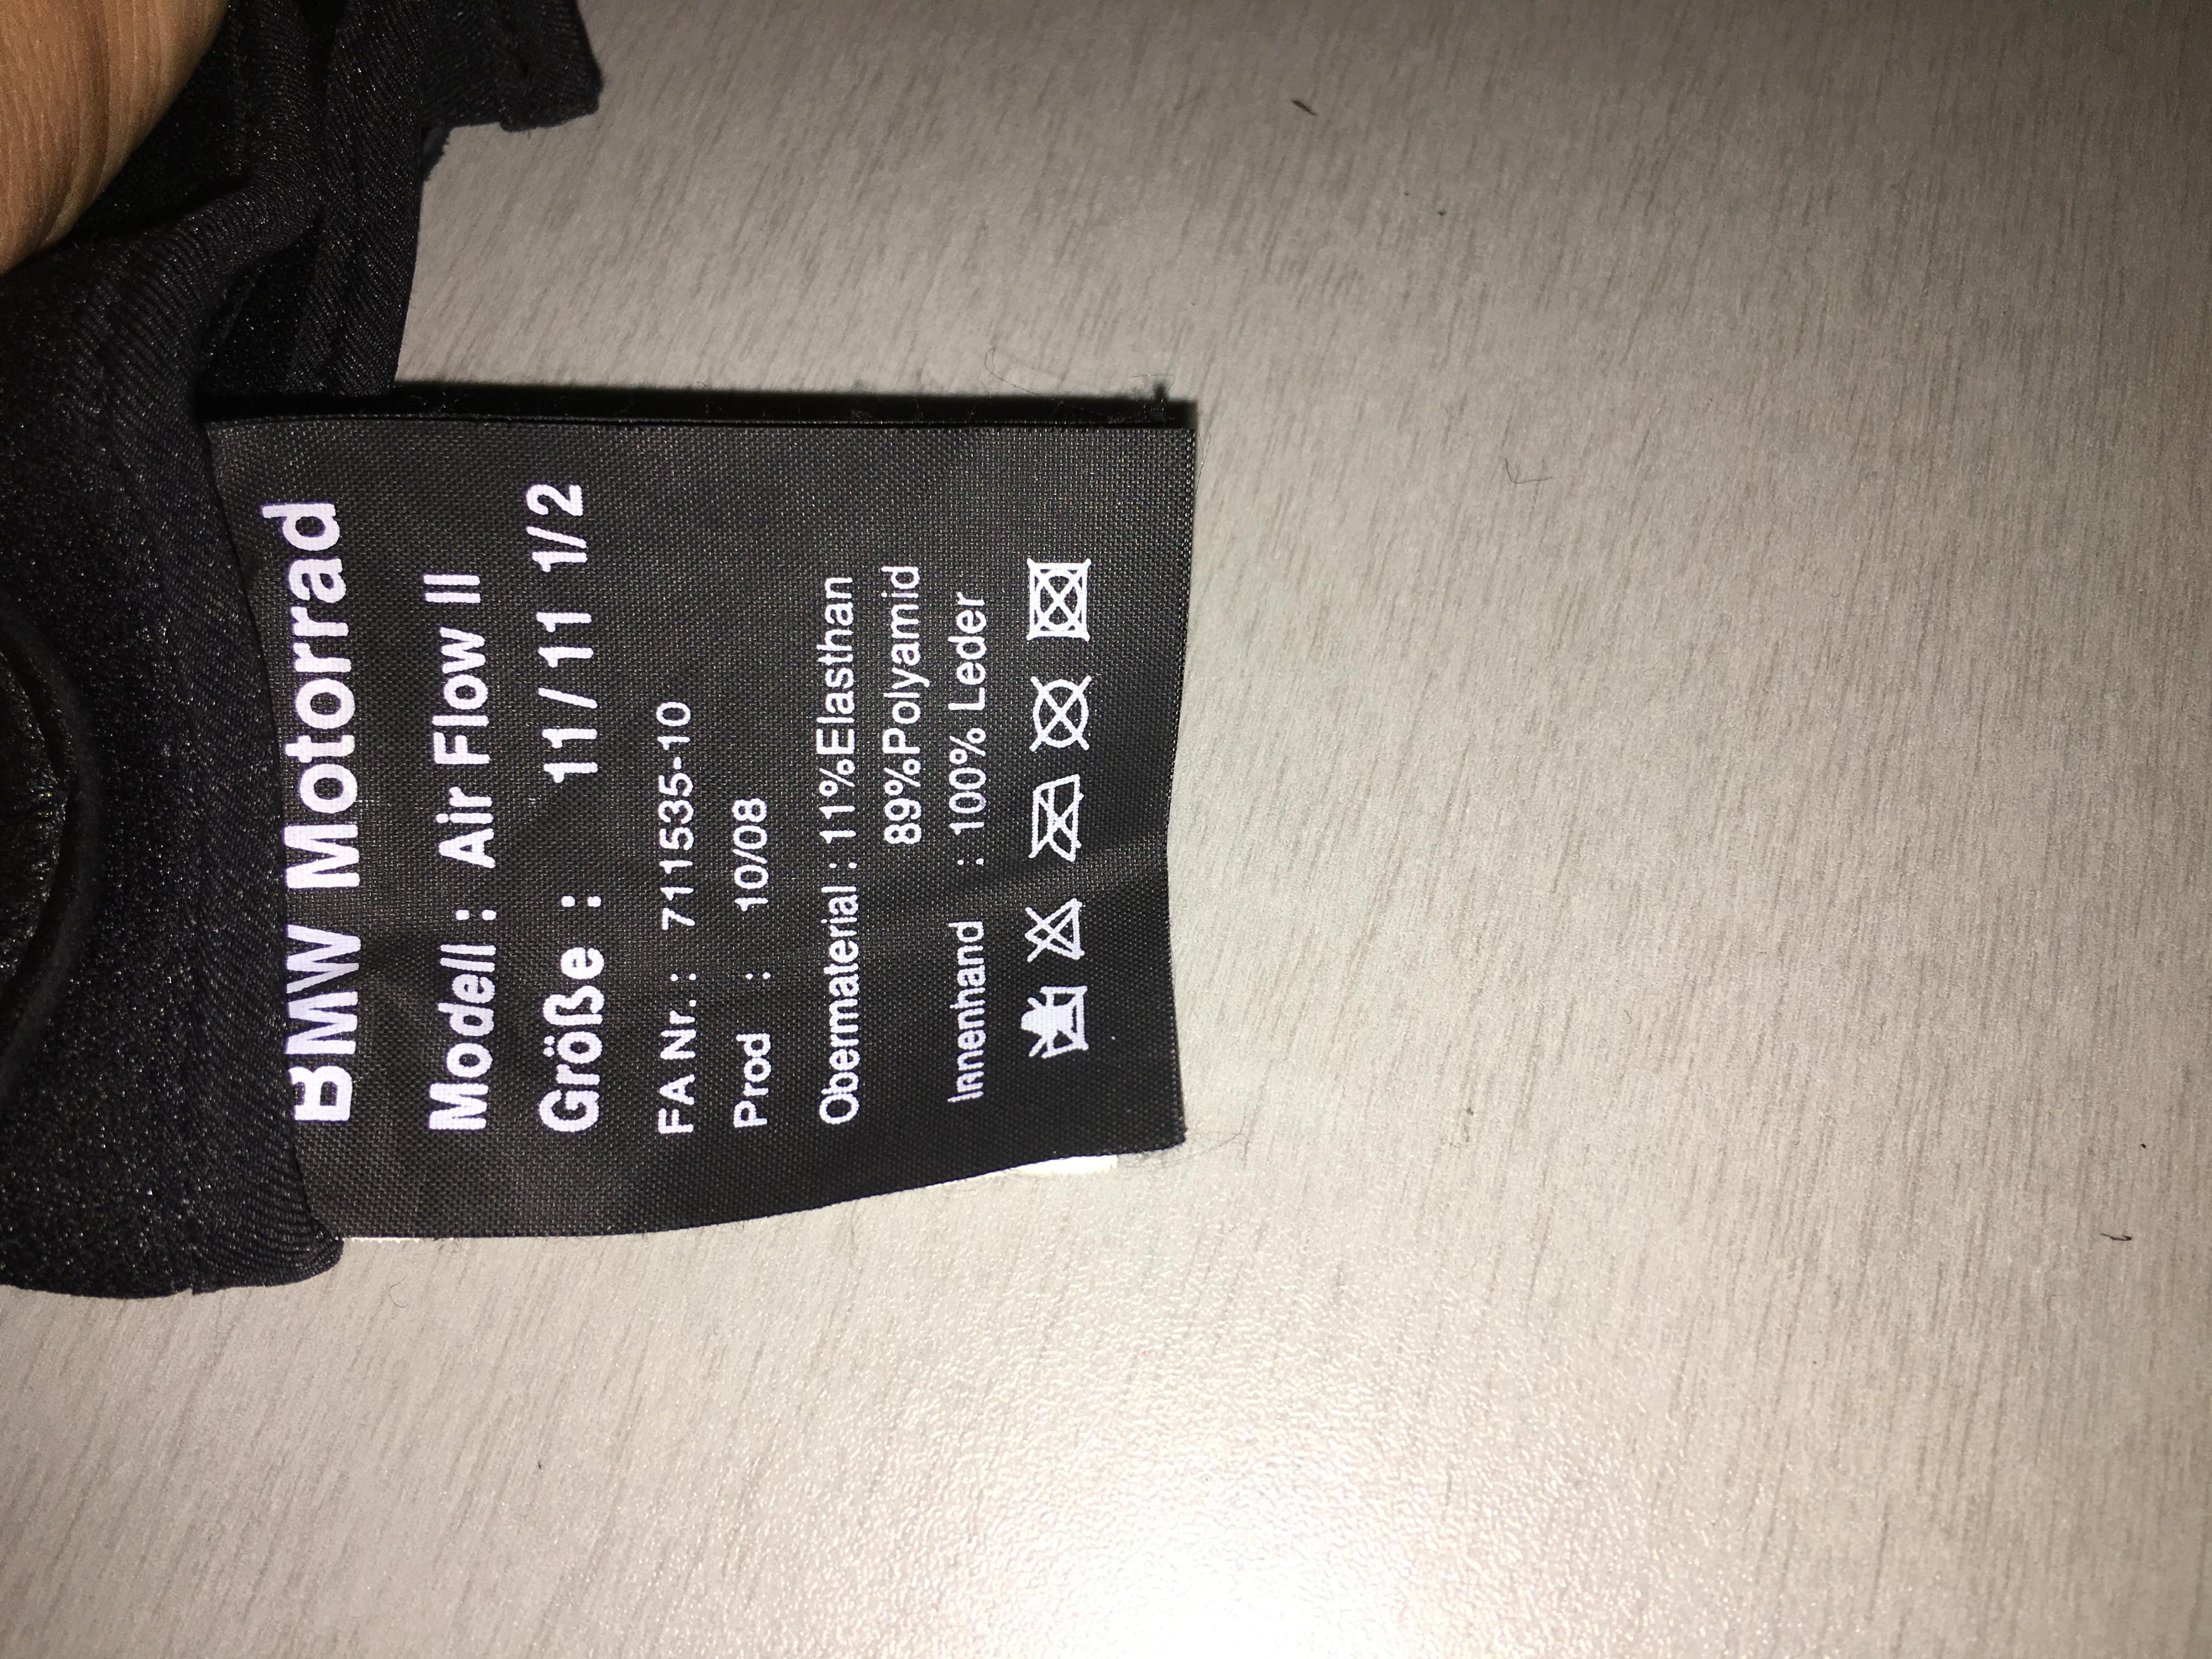 BMW Motorrad
Modell : Air Flow II
Größe : 11/11 1/2
FA Nr. : 711535-10
Prod : 10/08
Obermaterial : 11%Elasthan
89%Polyamid
Innenhand : 100% Leder